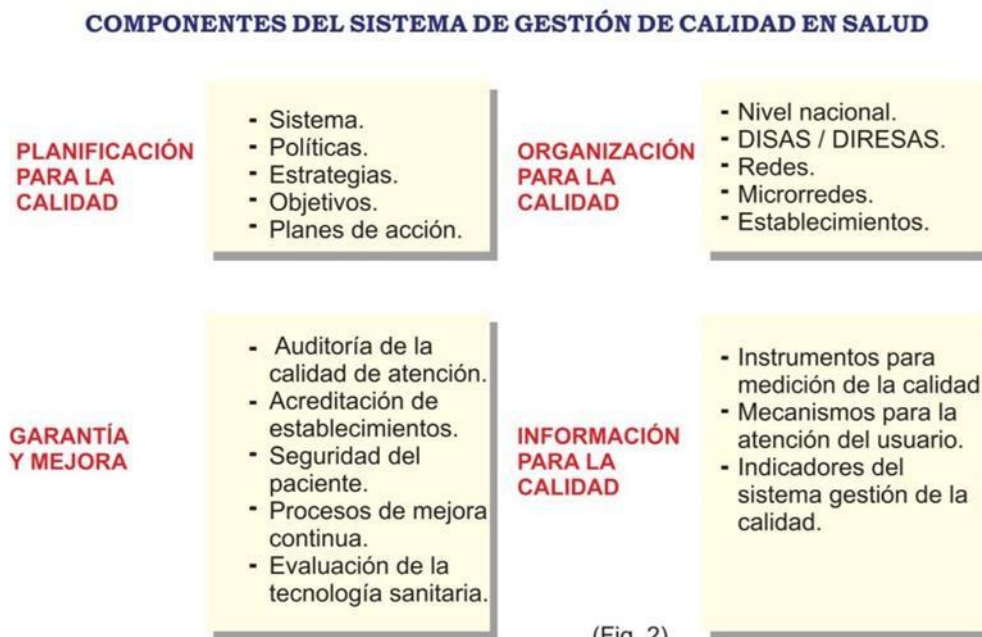 COMPONENTES DEL SISTEMA DE GESTIÓN DE CALIDAD EN SALUD
PLANIFICACIÓN
PARA LA
CALIDAD
- Sistema.
- Políticas.
- Estrategias.
- Objetivos.
- Planes de acción.
ORGANIZACIÓN
PARA LA
CALIDAD
- Nivel nacional.
- DISAS / DIRESAS.
- Redes.
- Microrredes.
- Establecimientos.
GARANTÍA
Y MEJORA
- Auditoría de la
calidad de atención.
- Acreditación de
establecimientos.
- Seguridad del
paciente.
- Procesos de mejora
continua.
- Evaluación de la
tecnología sanitaria.
INFORMACIÓN
PARA LA
CALIDAD
- Instrumentos para
medición de la calidad
- Mecanismos para la
atención del usuario.
- Indicadores del
sistema gestión de la
calidad.
(Fig. 2)